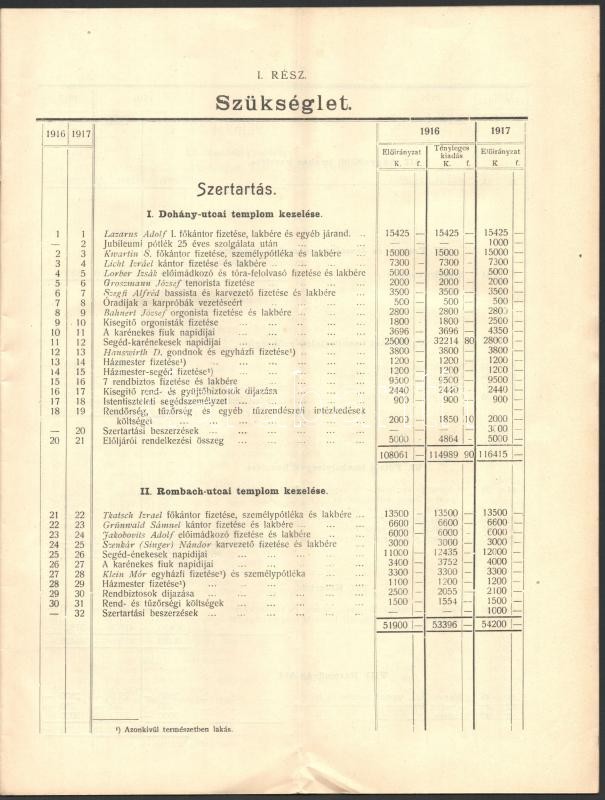 I. RÉSZ.
Szükséglet.
1916 1917 1916 1917
Előirányzat Tényleges kiadás Előirányzat
K. f. K. f. K f.
Szertartás.
I. Dohány-utcai templom kezelése.
1 1 Lazarus Adolf I. főkántor fizetése, lakbére és egyéb járand. .. 15425 — 15425 — 15425 —
— 2 Jubileumi pótlék 25 éves szolgálata után ... ... ... — — — — 1000 —
2 3 Kwartin S. főkántor fizetése, személypótléka és lakbére ... 15000 — 15000 — 15000 —
3 4 Licht Izráel kántor fizetése és lakbére ... ... ... ... 7300 — 7300 — 7300 —
4 5 Lorber Izsák előimádkozó és tóra-felolvasó fizetése és lakbére 5000 — 5000 — 5000 —
5 6 Groszmann József tenorista fizetése ... ... ... ... 2000 — 2000 — 2000 —
6 7 Szegfi Alfréd bassista és karvezető fizetése és lakbére ... 3500 — 3500 — 3500 —
7 8 Óradíjak a karpróbák vezetéseért ... ... ... ... 500 — 500 — 500 —
8 9 Bahnert József orgonista fizetése és lakbére ... ... ... 2800 — 2800 — 2800 —
9 10 Kisegitő orgonisták fizetése ... ... ... ... 1800 — 1800 — 2500 —
10 11 A karénekes fiuk napidíjai ... ... ... ... ... 3696 — 3696 — 4350 —
11 12 Segéd-karénekesek napidíjai ... ... ... ... 25000 — 32214 80 28000 —
12 13 Hanswirth D. gondnok és egyházfi fizetése¹) ... ... ... 3800 — 3800 — 3800 —
13 14 Házmester fizetése¹) ... ... ... ... ... 1200 — 1200 — 1200 —
14 15 Házmester-segéd fizetése¹) ... ... ... ... 1200 — 1200 — 1200 —
15 16 7 rendbiztos fizetése és lakbére ... ... ... ... 9500 — 9500 — 9500 —
16 17 Kisegitő rend- és gyüjtőbiztosok díjazása ... ... ... 2440 — 2440 — 2440 —
17 18 Istentiszteleti segédszemélyzet ... ... ... ... 900 — 900 — 900 —
18 19 Rendőrség, tűzőrség és egyéb tűzrendészeti intézkedések
költségei ... ... ... ... ... 2000 — 1850 10 2000 —
— 20 Szertartási beszerzések ... ... ... ... ... — — — — 3000 —
20 21 Előljárói rendelkezési összeg ... ... ... ... 5000 — 4864 - 5000 —
108061 — 114989 90 116415 —
II. Rombach-utcai templom kezelése.
21 22 Tkatsch Izrael főkántor fizetése, személypótléka és lakbére ... 13500 — 13500 — 13500 —
22 23 Grünwald Sámuel kántor fizetése és lakbére ... ... ... 6600 — 6600 — 6600 —
23 24 Jakobovits Adolf előimádkozó fizetése és lakbére .. ... 6000 — 6000 — 6000 —
24 25 Szenkár (Singer) Nándor karvezető fizetése és lakbére ... 3000 — 3000 — 3000 —
25 26 Segéd-énekesek napidíjai ... ... ... ... ... 11000 — 12435 — 12000 —
26 27 A karénekes fiuk napidíjai ... ... ... ... ... 3400 — 3752 — 4000 —
27 28 Klein Mór egyházfi fizetése¹) és személypótléka ... ... 3300 — 3300 — 3300 —
28 29 Házmester fizetése¹) ... ... ... ... ... 1100 — 1200 — 1200 —
29 30 Rendbiztosok díjazása ... ... ... ... ... 2500 — 2055 — 2100 —
30 31 Rend- és tűzőrségi költségek ... ... ... ... 1500 — 1554 — 1500 —
— 32 Szertartási beszerzések ... ... ... ... ... — — — — 1000 —
51900 — 53396 — 54200 —
¹) Azonkivül természetben lakás.